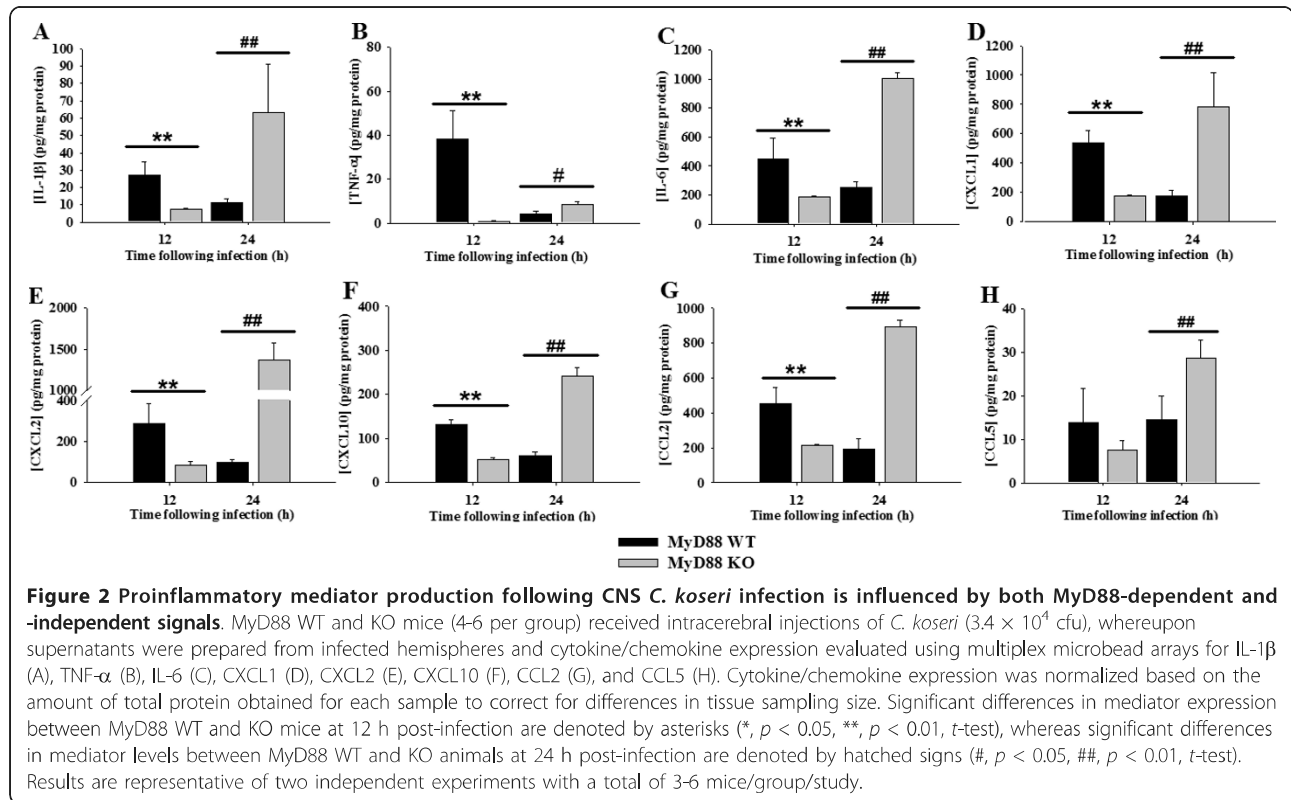 A
[IL-1β] (pg/mg protein)
100
90
80
70
60
50
40
30
20
10
0
**
##
12
24
Time following infection (h)
B
[TNF-α] (pg/mg protein)
80
60
40
20
0
**
#
12
24
Time following infection (h)
C
[IL-6] (pg/mg protein)
1200
1000
800
600
400
200
0
**
##
12
24
Time following infection (h)
D
[CXCL1] (pg/mg protein)
1200
1000
800
600
400
200
0
**
##
12
24
Time following infection (h)
E
[CXCL2] (pg/mg protein)
2000
1500
1000
400
200
0
**
##
12
24
Time following infection (h)
F
[CXCL10] (pg/mg protein)
400
300
200
100
0
**
##
12
24
Time following infection (h)
G
[CCL2] (pg/mg protein)
1000
800
600
400
200
0
**
##
12
24
Time following infection (h)
H
[CCL5] (pg/mg protein)
40
30
20
10
0
##
12
24
Time following infection (h)
MyD88 WT
MyD88 KO
Figure 2 Proinflammatory mediator production following CNS C. koseri infection is influenced by both MyD88-dependent and
-independent signals. MyD88 WT and KO mice (4-6 per group) received intracerebral injections of C. koseri (3.4 × 10⁴ cfu), whereupon
supernatants were prepared from infected hemispheres and cytokine/chemokine expression evaluated using multiplex microbead arrays for IL-1β
(A), TNF-α (B), IL-6 (C), CXCL1 (D), CXCL2 (E), CXCL10 (F), CCL2 (G), and CCL5 (H). Cytokine/chemokine expression was normalized based on the
amount of total protein obtained for each sample to correct for differences in tissue sampling size. Significant differences in mediator expression
between MyD88 WT and KO mice at 12 h post-infection are denoted by asterisks (*, p < 0.05, **, p < 0.01, t-test), whereas significant differences
in mediator levels between MyD88 WT and KO animals at 24 h post-infection are denoted by hatched signs (#, p < 0.05, ##, p < 0.01, t-test).
Results are representative of two independent experiments with a total of 3-6 mice/group/study.